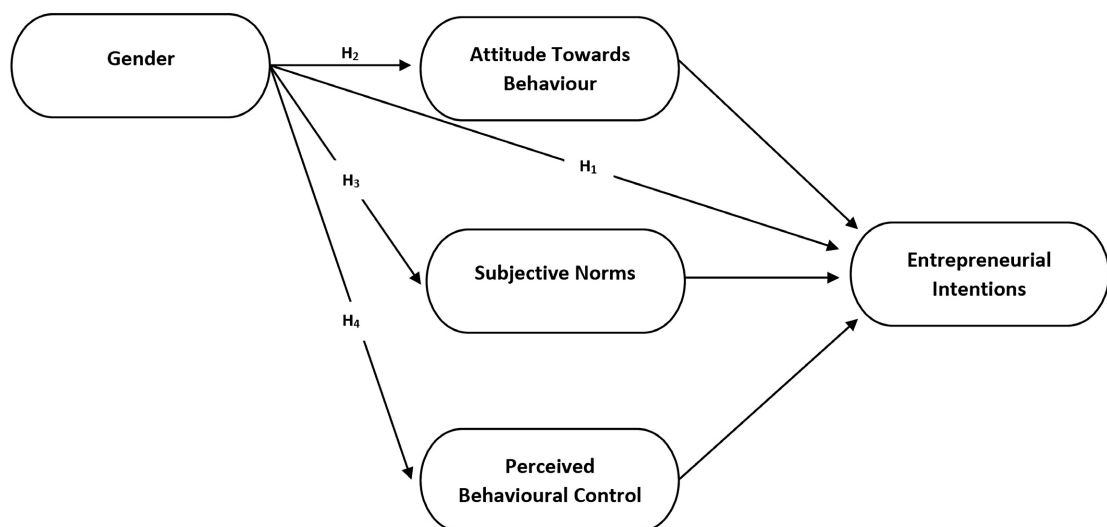 Gender
H₂
Attitude Towards
Behaviour
H₁
H₃
Subjective Norms
Entrepreneurial
Intentions
H₄
Perceived
Behavioural Control